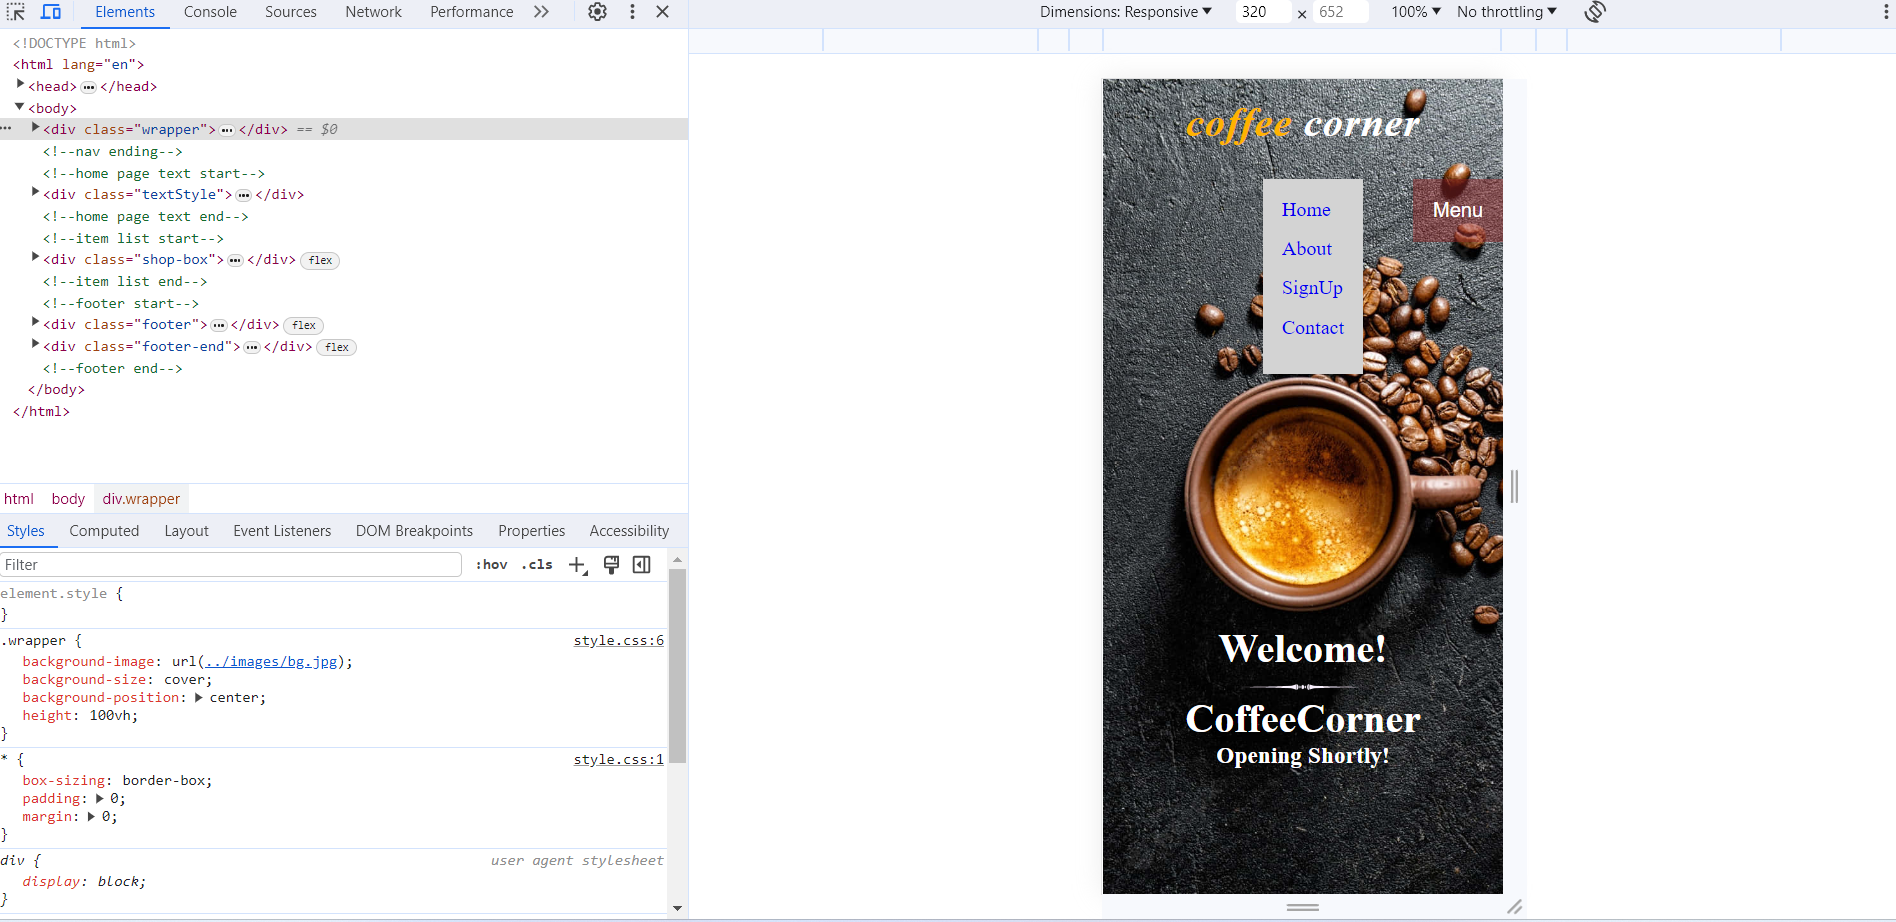 Elements Console Sources Network Performance
Dimensions: Responsive 320 × 652 100% No throttling
<!DOCTYPE html>
<html lang="en">
<head> ••• </head>
<body>
••• <div class="wrapper"> ••• </div> == $0
<!--nav ending-->
<!--home page text start-->
<div class="textStyle"> ••• </div>
<!--home page text end-->
<!--item list start-->
<div class="shop-box"> ••• </div> flex
<!--item list end-->
<!--footer start-->
<div class="footer"> ••• </div> flex
<div class="footer-end"> ••• </div> flex
<!--footer end-->
</body>
</html>
html body div.wrapper
Styles Computed Layout Event Listeners DOM Breakpoints Properties Accessibility
Filter :hov .cls
element.style {
}
.wrapper { style.css:6
background-image: url(../images/bg.jpg);
background-size: cover;
background-position: center;
height: 100vh;
}
* { style.css:1
box-sizing: border-box;
padding: 0;
margin: 0;
}
div { user agent stylesheet
display: block;
}
coffee corner
Home
About
SignUp
Contact
Menu
Welcome!
CoffeeCorner
Opening Shortly!